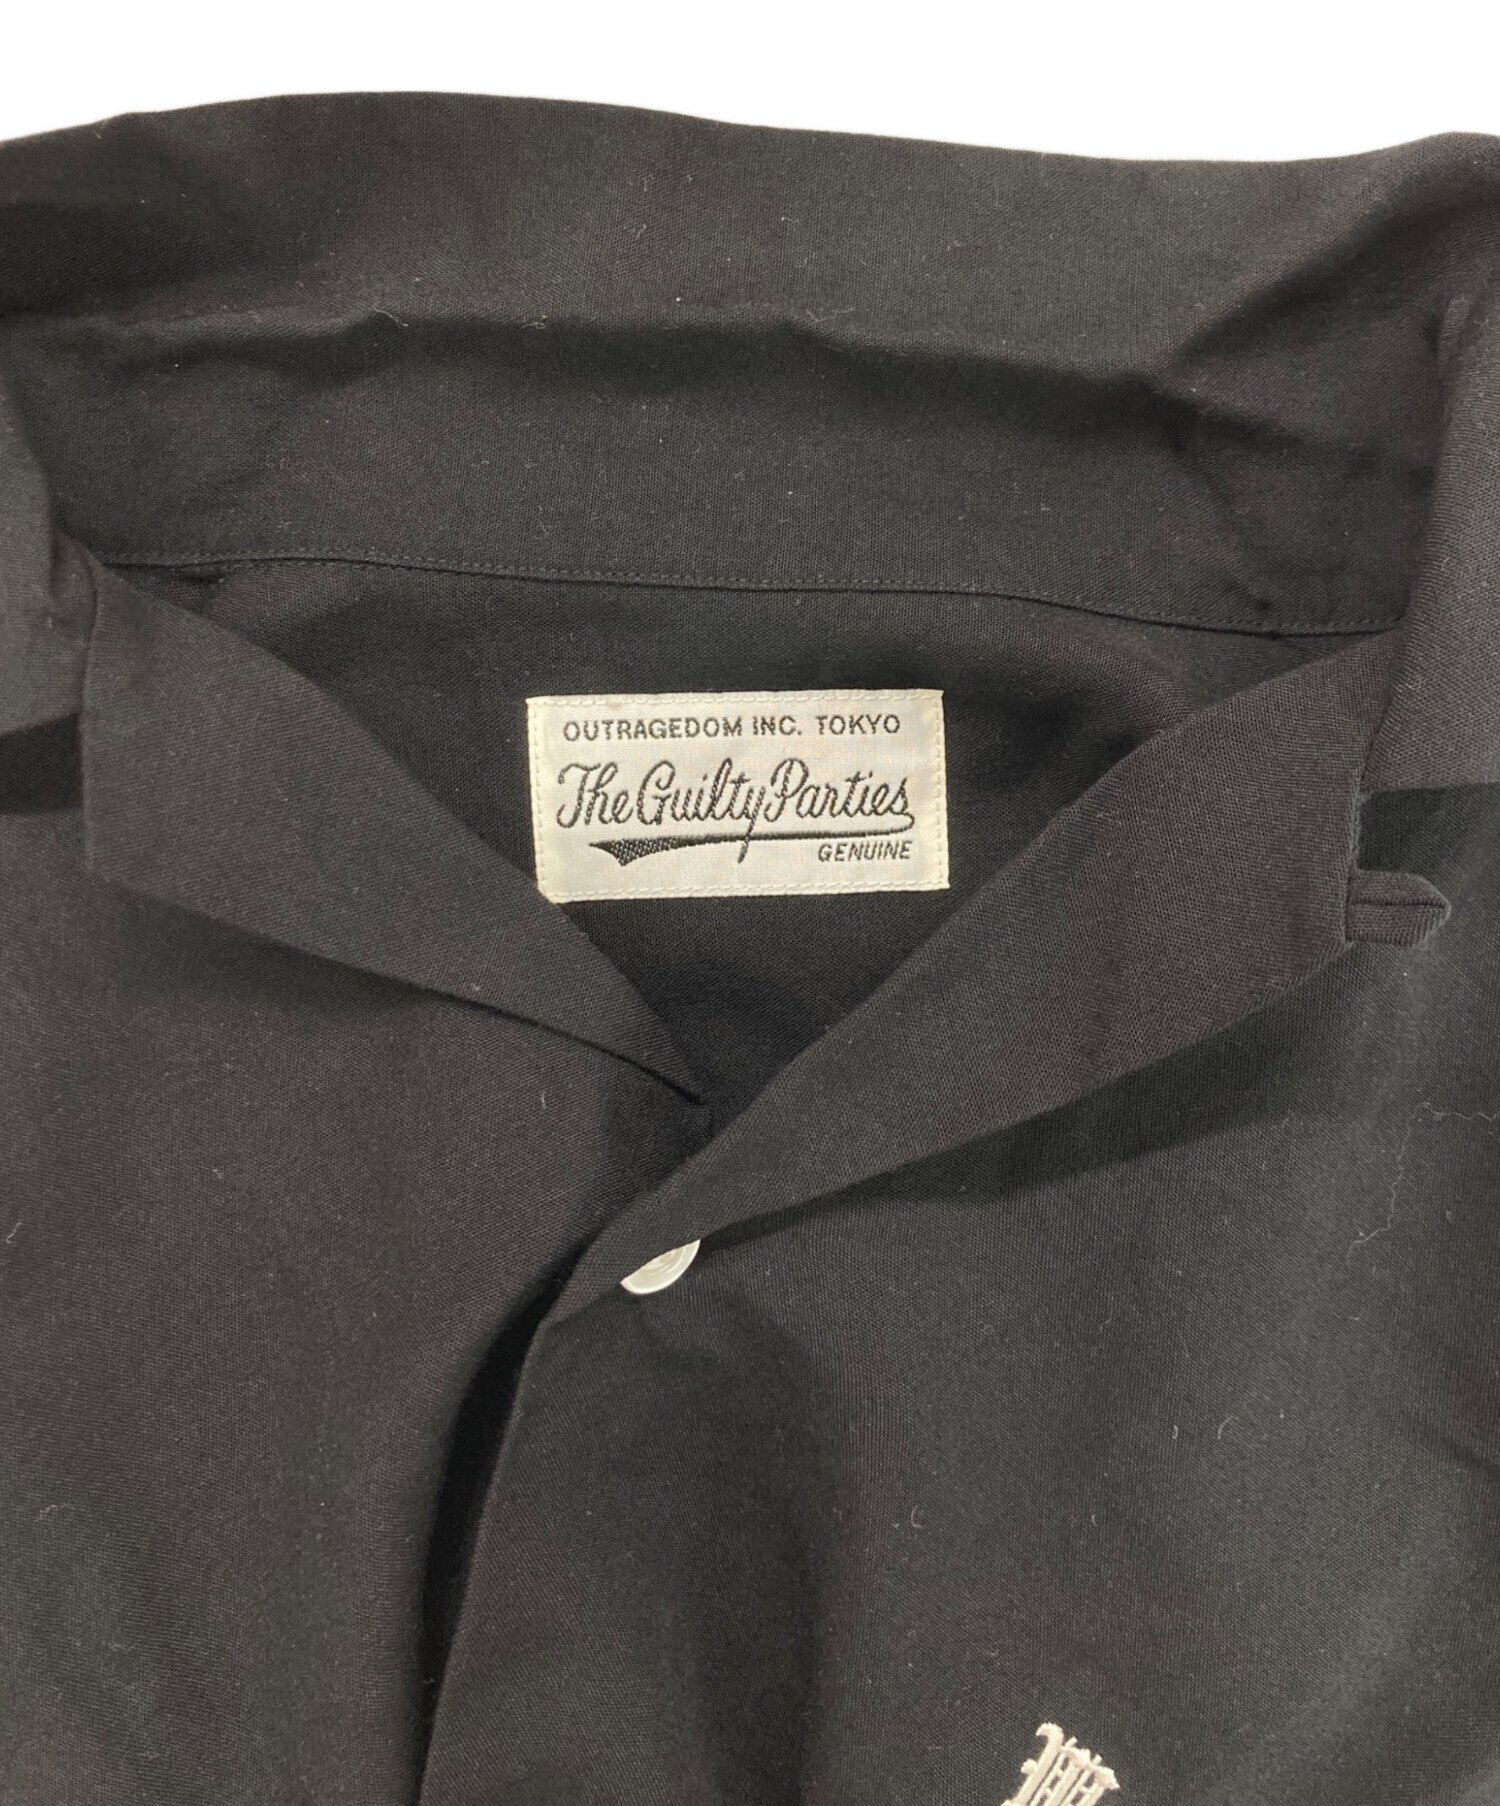 OUTRAGEDOM INC. TOKYO
The Guilty Parties
GENUINE